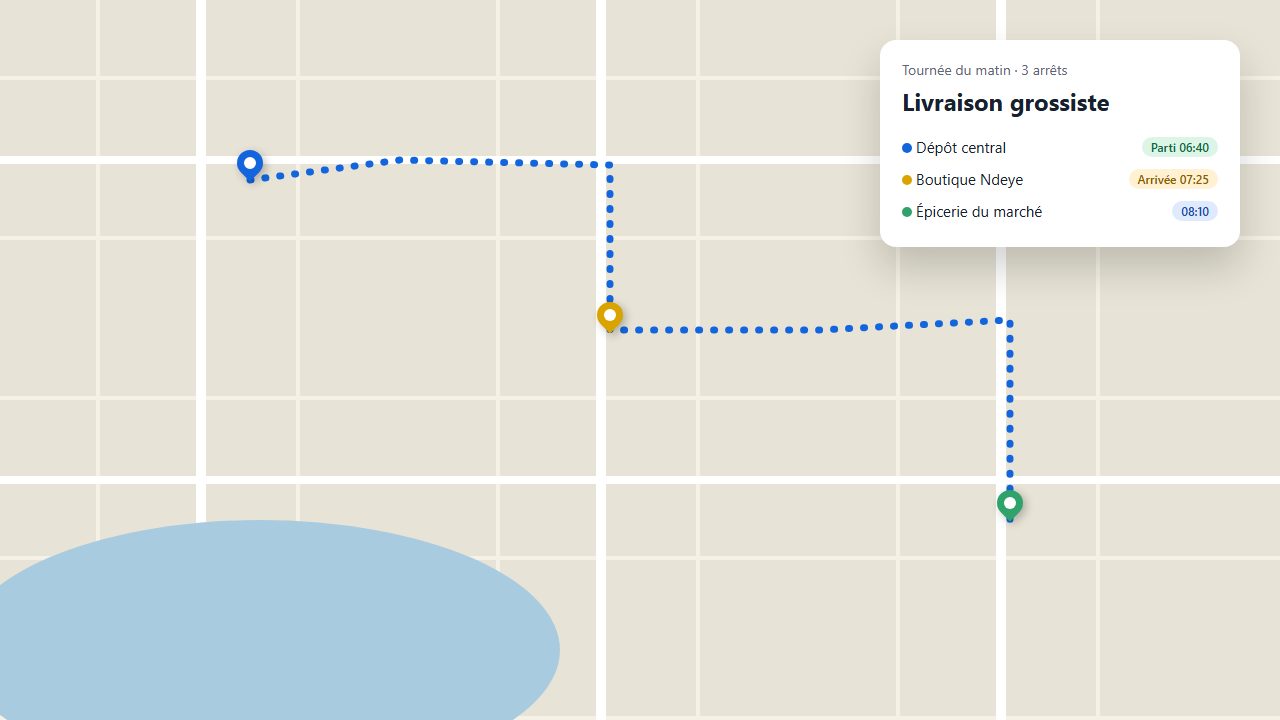 Tournée du matin · 3 arrêts
Livraison grossiste
Dépôt central Parti 06:40
Boutique Ndeye Arrivée 07:25
Épicerie du marché 08:10